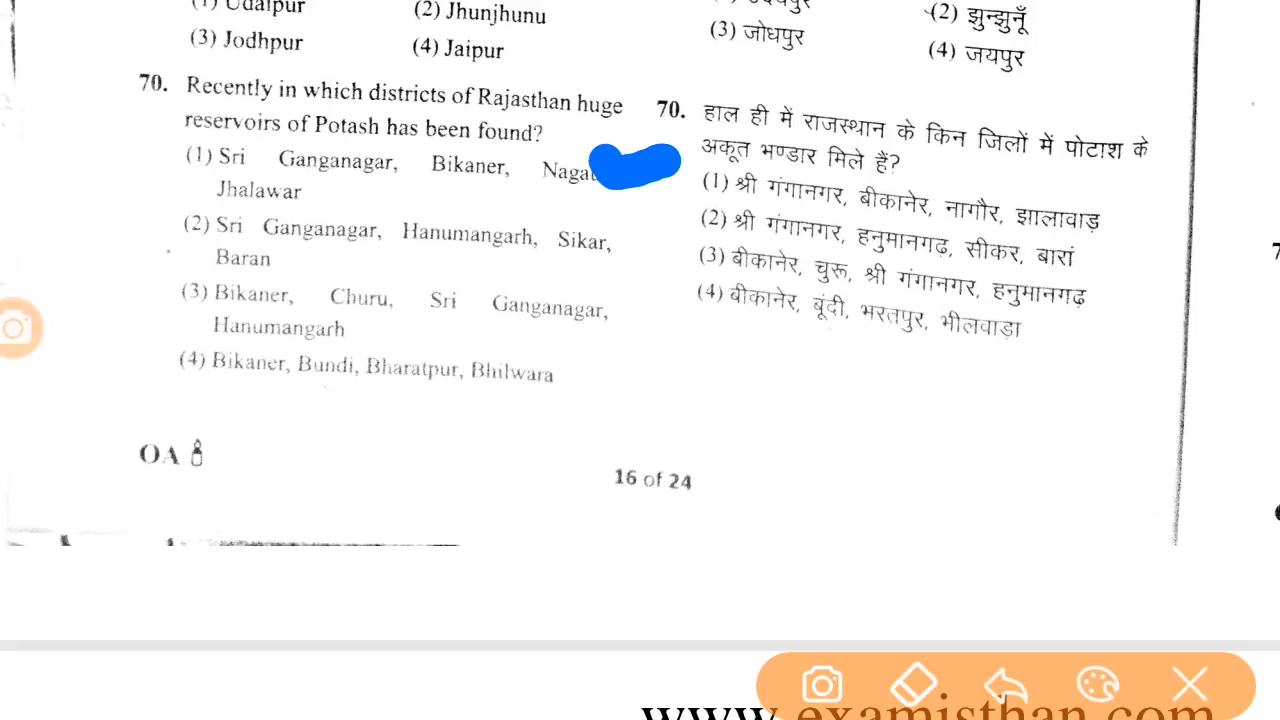 (1) Udaipur
(2) Jhunjhunu
(3) Jodhpur
(4) Jaipur
70. Recently in which districts of Rajasthan huge
reservoirs of Potash has been found?
(1) Sri Ganganagar, Bikaner,
Jhalawar
(2) Sri Ganganagar, Hanumangarh, Sikar,
Baran
(3) Bikaner, Churu, Sri Ganganagar,
Hanumangarh
(4) Bikaner, Bundi, Bharatpur, Bhilwara
(2) झुन्झुनूँ
(3) जोधपुर
(4) जयपुर
70. हाल ही में राजस्थान के किन जिलों में पोटाश के
अकूत भण्डार मिले हैं?
(1) श्री गंगानगर, बीकानेर, नागौर, झालावाड़
(2) श्री गंगानगर, हनुमानगढ़, सीकर, बारां
(3) बीकानेर, चुरू, श्री गंगानगर, हनुमानगढ़
(4) बीकानेर, बूंदी, भरतपुर, भीलवाड़ा
OA
16 of 24
www.examisthan.com